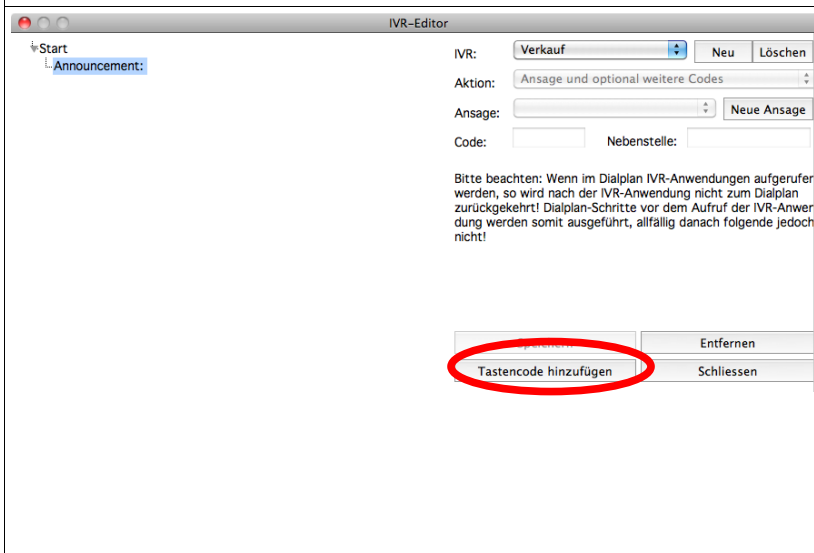 IVR-Editor
Start
Announcement:
IVR: Verkauf Neu Löschen
Aktion: Ansage und optional weitere Codes
Ansage: Neue Ansage
Code: Nebenstelle:
Bitte beachten: Wenn im Dialplan IVR-Anwendungen aufgerufen
werden, so wird nach der IVR-Anwendung nicht zum Dialplan
zurückgekehrt! Dialplan-Schritte vor dem Aufruf der IVR-Anwen
dung werden somit ausgeführt, allfällig danach folgende jedoch
nicht!
Entfernen
Tastencode hinzufügen Schliessen